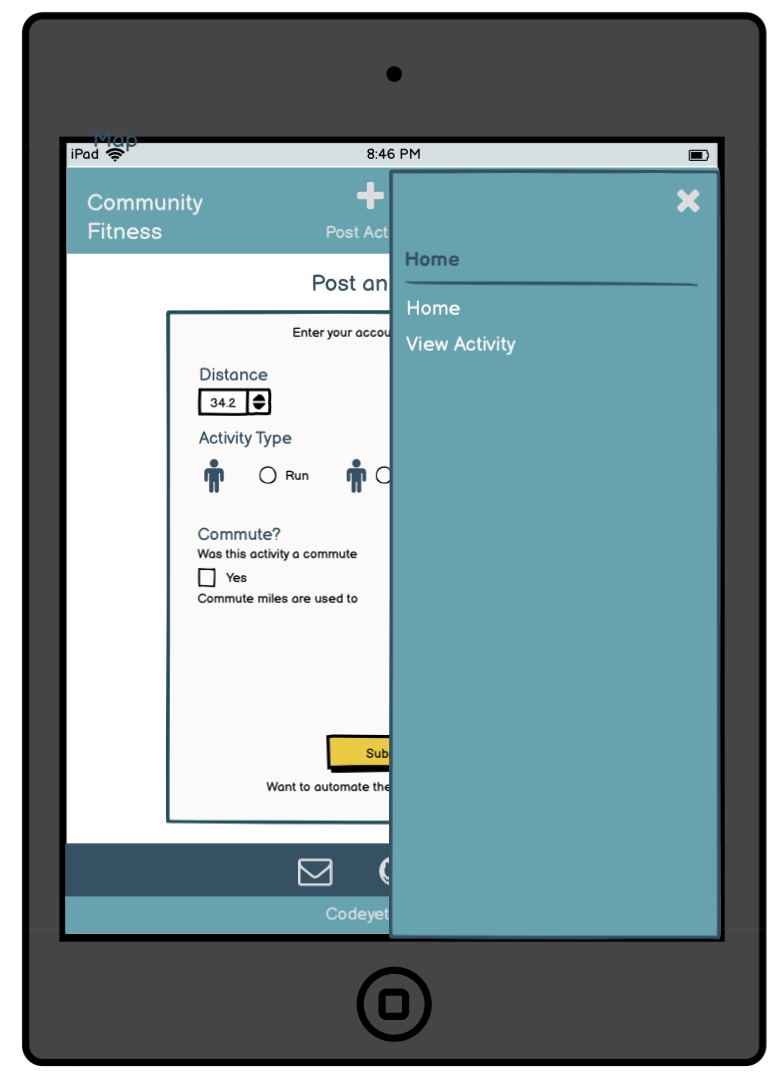 Map
iPad
8:46 PM
Community
Fitness
Post Act
Home
Home
View Activity
Post an
Enter your accou
Distance
34.2
Activity Type
Run
Commute?
Was this activity a commute
Yes
Commute miles are used to
Sub
Want to automate the
Codeyet